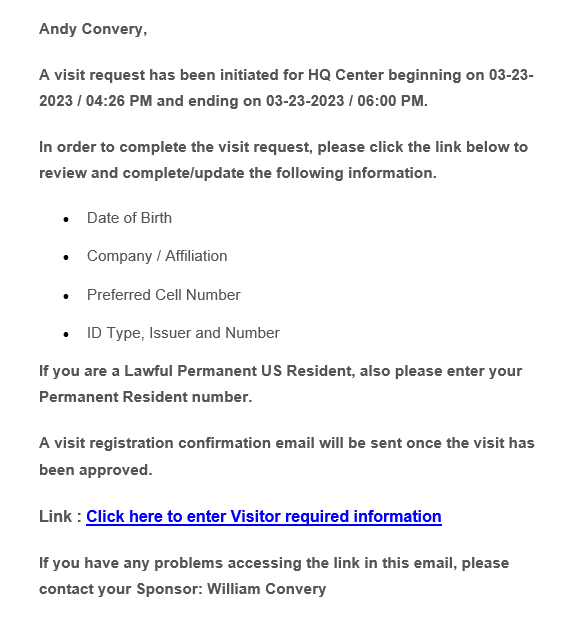 Andy Convery,
A visit request has been initiated for HQ Center beginning on 03-23-
2023 / 04:26 PM and ending on 03-23-2023 / 06:00 PM.
In order to complete the visit request, please click the link below to
review and complete/update the following information.
• Date of Birth
• Company / Affiliation
• Preferred Cell Number
• ID Type, Issuer and Number
If you are a Lawful Permanent US Resident, also please enter your
Permanent Resident number.
A visit registration confirmation email will be sent once the visit has
been approved.
Link : Click here to enter Visitor required information
If you have any problems accessing the link in this email, please
contact your Sponsor: William Convery